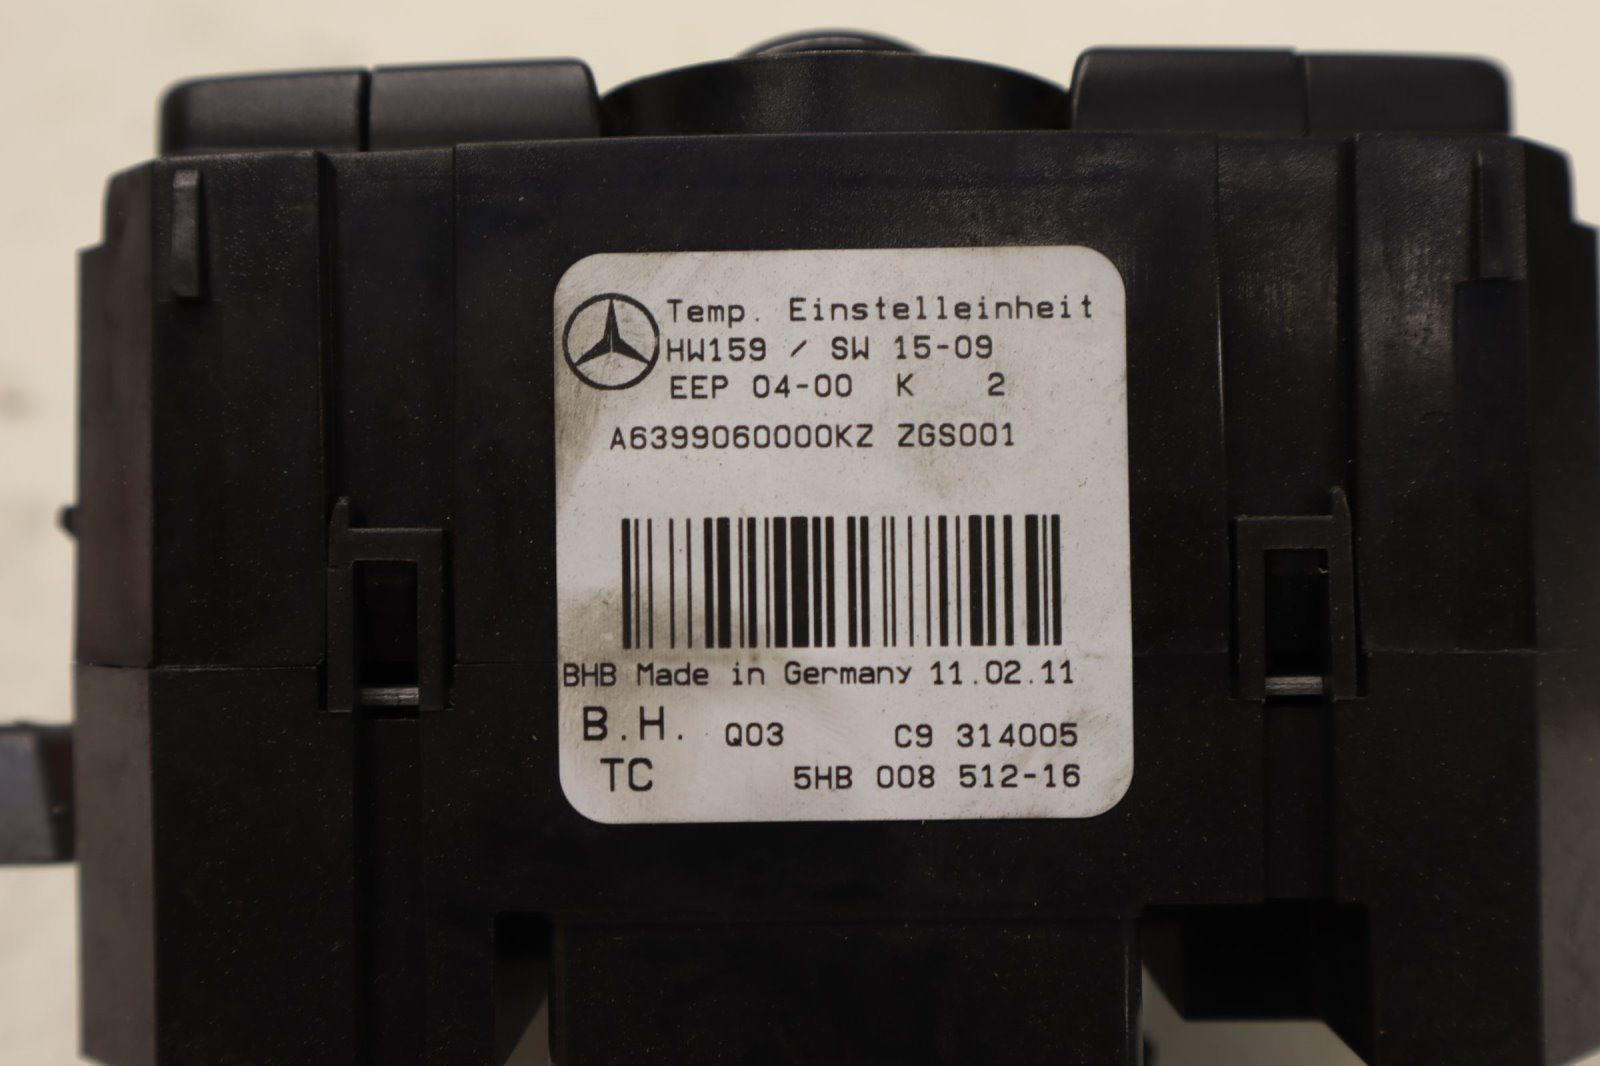 Temp. Einstelleinheit
HW159 / SW 15-09
EEP 04-00 K 2
A6399060000KZ ZGS001
BHB Made in Germany 11.02.11
B.H. Q03 C9 314005
TC 5HB 008 512-16